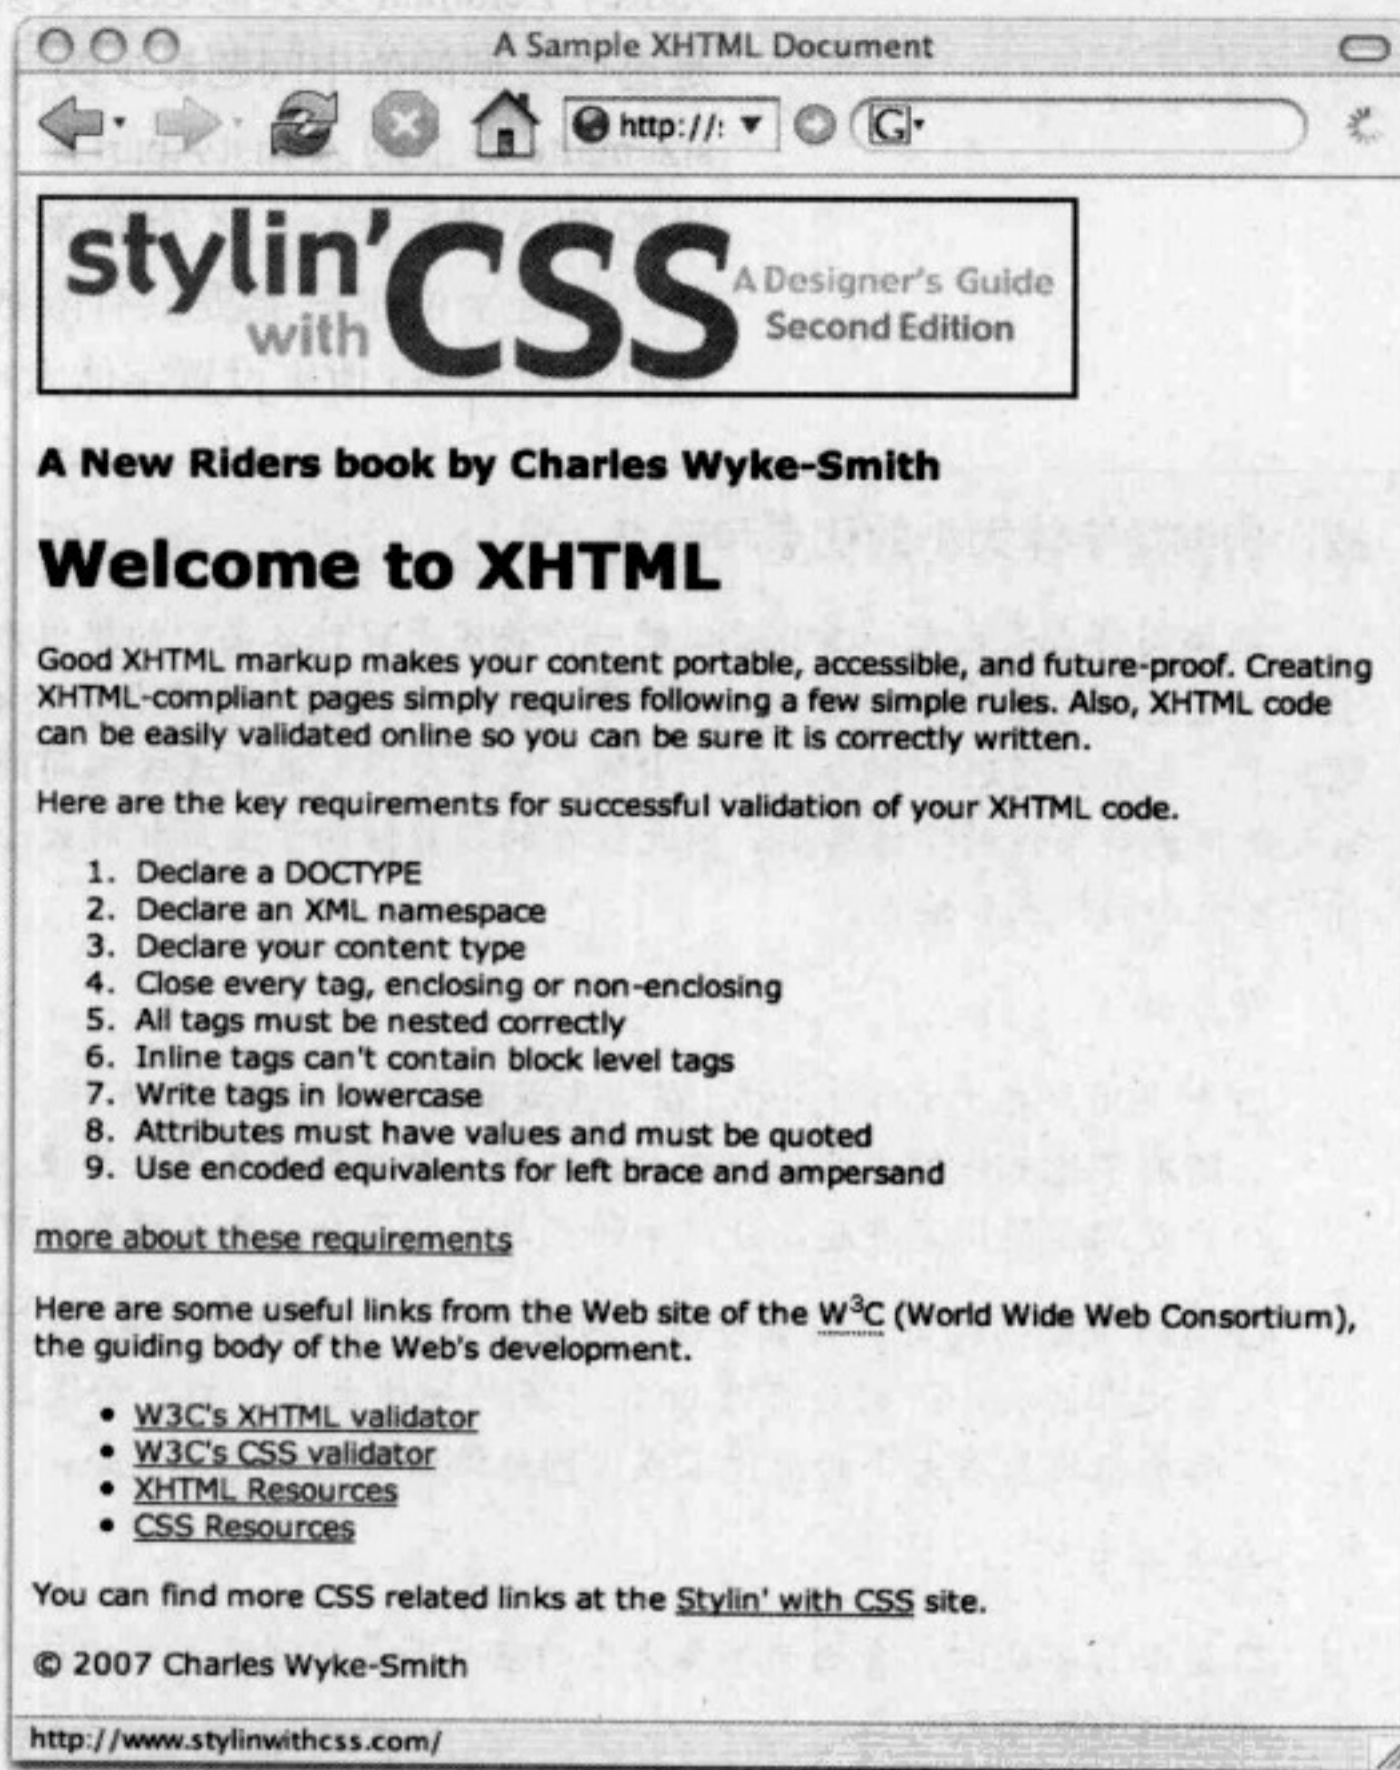 A Sample XHTML Document
http://:
G
stylin' CSS A Designer's Guide
with Second Edition
A New Riders book by Charles Wyke-Smith
Welcome to XHTML
Good XHTML markup makes your content portable, accessible, and future-proof. Creating
XHTML-compliant pages simply requires following a few simple rules. Also, XHTML code
can be easily validated online so you can be sure it is correctly written.
Here are the key requirements for successful validation of your XHTML code.
1. Declare a DOCTYPE
2. Declare an XML namespace
3. Declare your content type
4. Close every tag, enclosing or non-enclosing
5. All tags must be nested correctly
6. Inline tags can't contain block level tags
7. Write tags in lowercase
8. Attributes must have values and must be quoted
9. Use encoded equivalents for left brace and ampersand
more about these requirements
Here are some useful links from the Web site of the W³C (World Wide Web Consortium),
the guiding body of the Web's development.
• W3C's XHTML validator
• W3C's CSS validator
• XHTML Resources
• CSS Resources
You can find more CSS related links at the Stylin' with CSS site.
© 2007 Charles Wyke-Smith
http://www.stylinwithcss.com/